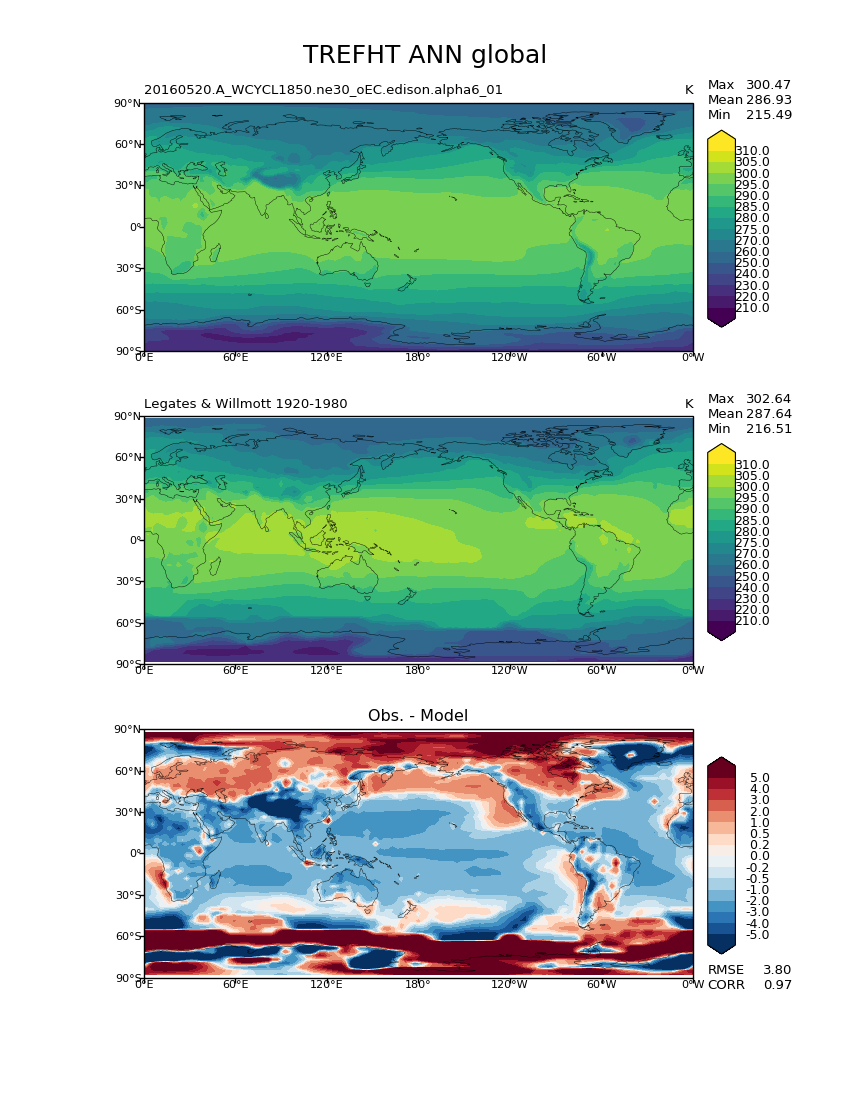 TREFHT ANN global
20160520.A_WCYCL1850.ne30_oEC.edison.alpha6_01 K
Max 300.47
Mean 286.93
Min 215.49
90°N
60°N
30°N
0°
30°S
60°S
90°S
0°E 60°E 120°E 180° 120°W 60°W 0°W
310.0
305.0
300.0
295.0
290.0
285.0
280.0
275.0
270.0
260.0
250.0
240.0
230.0
220.0
210.0
Legates & Willmott 1920-1980 K
Max 302.64
Mean 287.64
Min 216.51
90°N
60°N
30°N
0°
30°S
60°S
90°S
0°E 60°E 120°E 180° 120°W 60°W 0°W
310.0
305.0
300.0
295.0
290.0
285.0
280.0
275.0
270.0
260.0
250.0
240.0
230.0
220.0
210.0
Obs. - Model
90°N
60°N
30°N
0°
30°S
60°S
90°S
0°E 60°E 120°E 180° 120°W 60°W 0°W
5.0
4.0
3.0
2.0
1.0
0.5
0.2
0.0
-0.2
-0.5
-1.0
-2.0
-3.0
-4.0
-5.0
RMSE 3.80
CORR 0.97